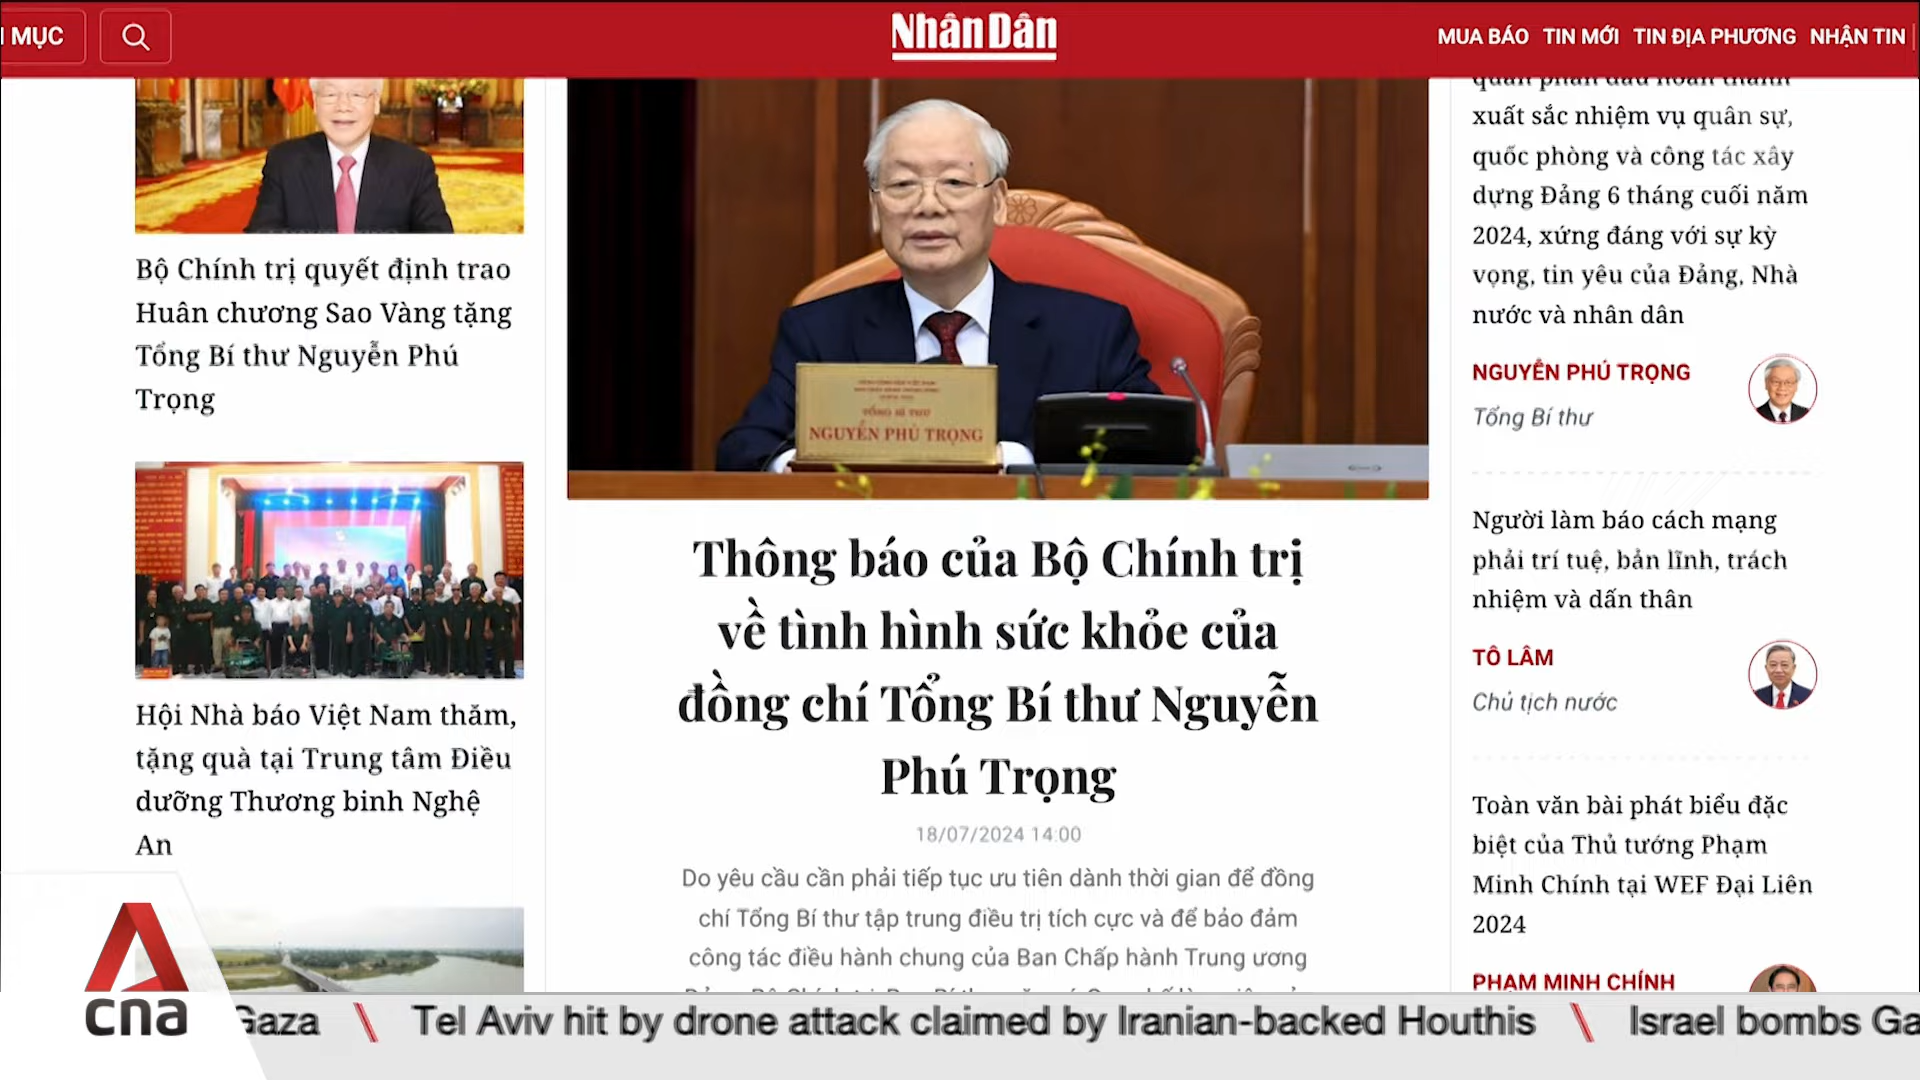 MỤC
Nhân Dân
MUA BÁO TIN MỚI TIN ĐỊA PHƯƠNG NHẬN TIN
Bộ Chính trị quyết định trao
Huân chương Sao Vàng tặng
Tổng Bí thư Nguyễn Phú
Trọng
Hội Nhà báo Việt Nam thăm,
tặng quà tại Trung tâm Điều
dưỡng Thương binh Nghệ
An
TỔNG BÍ THƯ
NGUYỄN PHÚ TRỌNG
Thông báo của Bộ Chính trị
về tình hình sức khỏe của
đồng chí Tổng Bí thư Nguyễn
Phú Trọng
18/07/2024 14:00
Do yêu cầu cần phải tiếp tục ưu tiên dành thời gian để đồng
chí Tổng Bí thư tập trung điều trị tích cực và để bảo đảm
công tác điều hành chung của Ban Chấp hành Trung ương
quân phấn đấu hoàn thành
xuất sắc nhiệm vụ quân sự,
quốc phòng và công tác xây
dựng Đảng 6 tháng cuối năm
2024, xứng đáng với sự kỳ
vọng, tin yêu của Đảng, Nhà
nước và nhân dân
NGUYỄN PHÚ TRỌNG
Tổng Bí thư
Người làm báo cách mạng
phải trí tuệ, bản lĩnh, trách
nhiệm và dấn thân
TÔ LÂM
Chủ tịch nước
Toàn văn bài phát biểu đặc
biệt của Thủ tướng Phạm
Minh Chính tại WEF Đại Liên
2024
PHẠM MINH CHÍNH
cna
Gaza \ Tel Aviv hit by drone attack claimed by Iranian-backed Houthis \ Israel bombs Ga